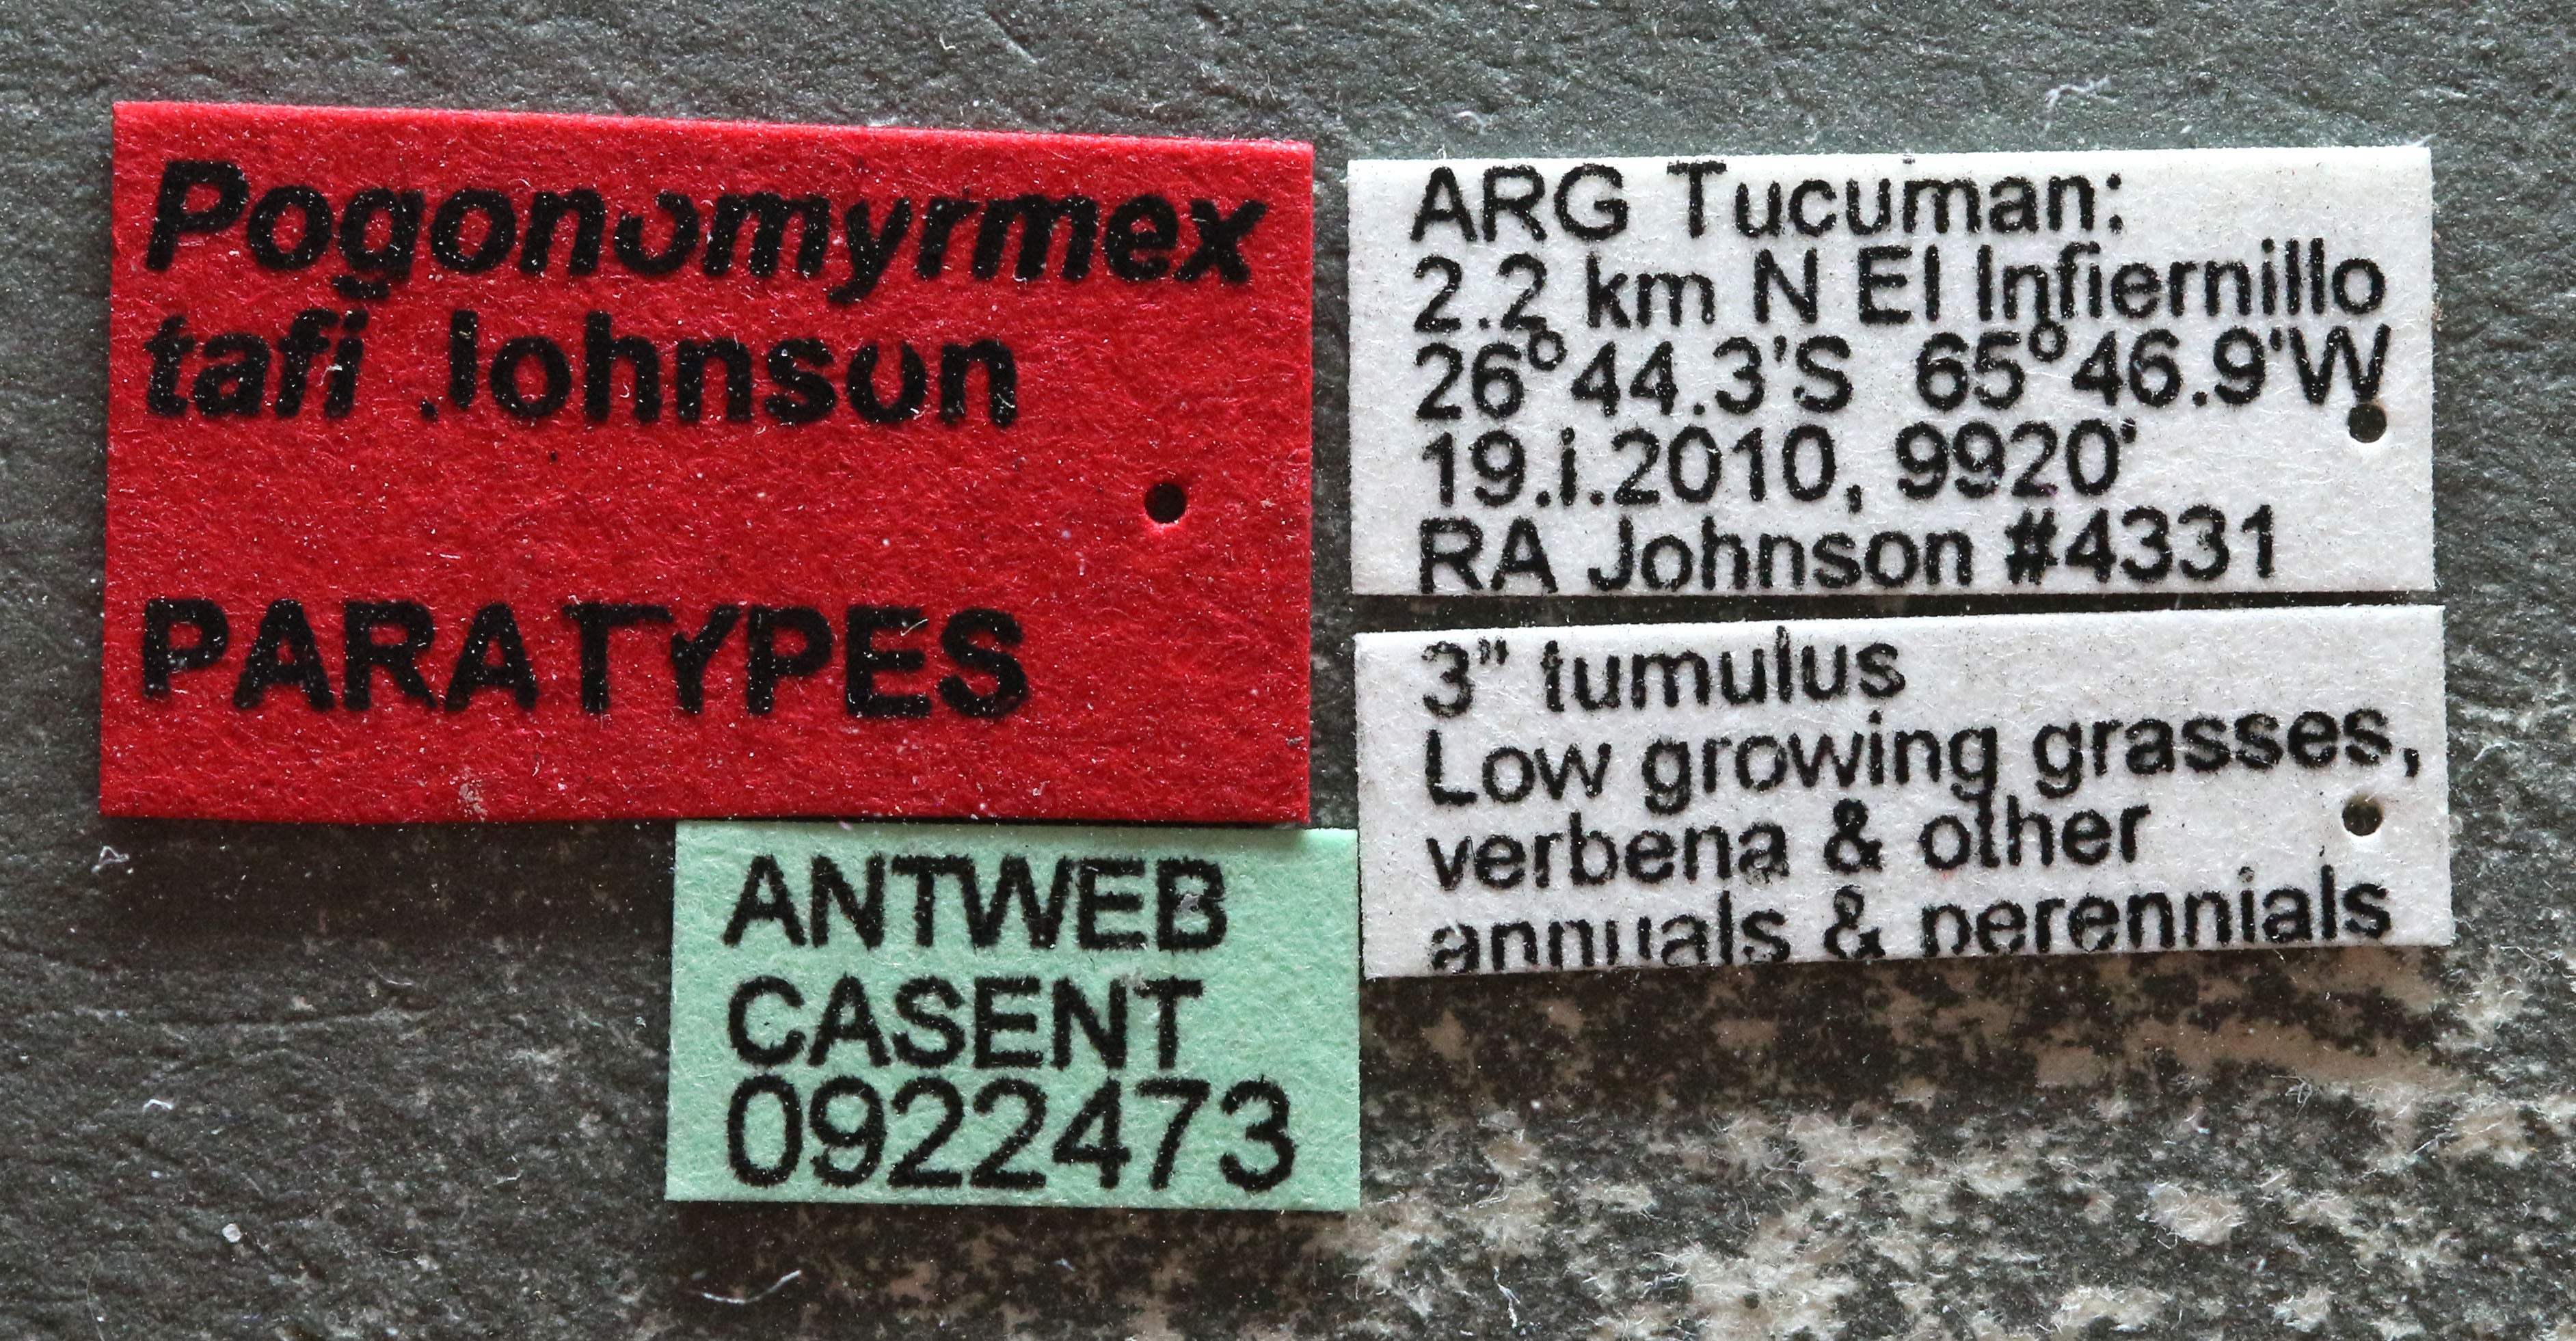 Pogonomyrmex
tafi Johnson
PARATYPES
ARG Tucuman:
2.2 km N El Infiernillo
26°44.3'S 65°46.9'W
19.i.2010, 9920'
RA Johnson #4331
3" tumulus
Low growing grasses,
verbena & other
annuals & perennials
ANTWEB
CASENT
0922473